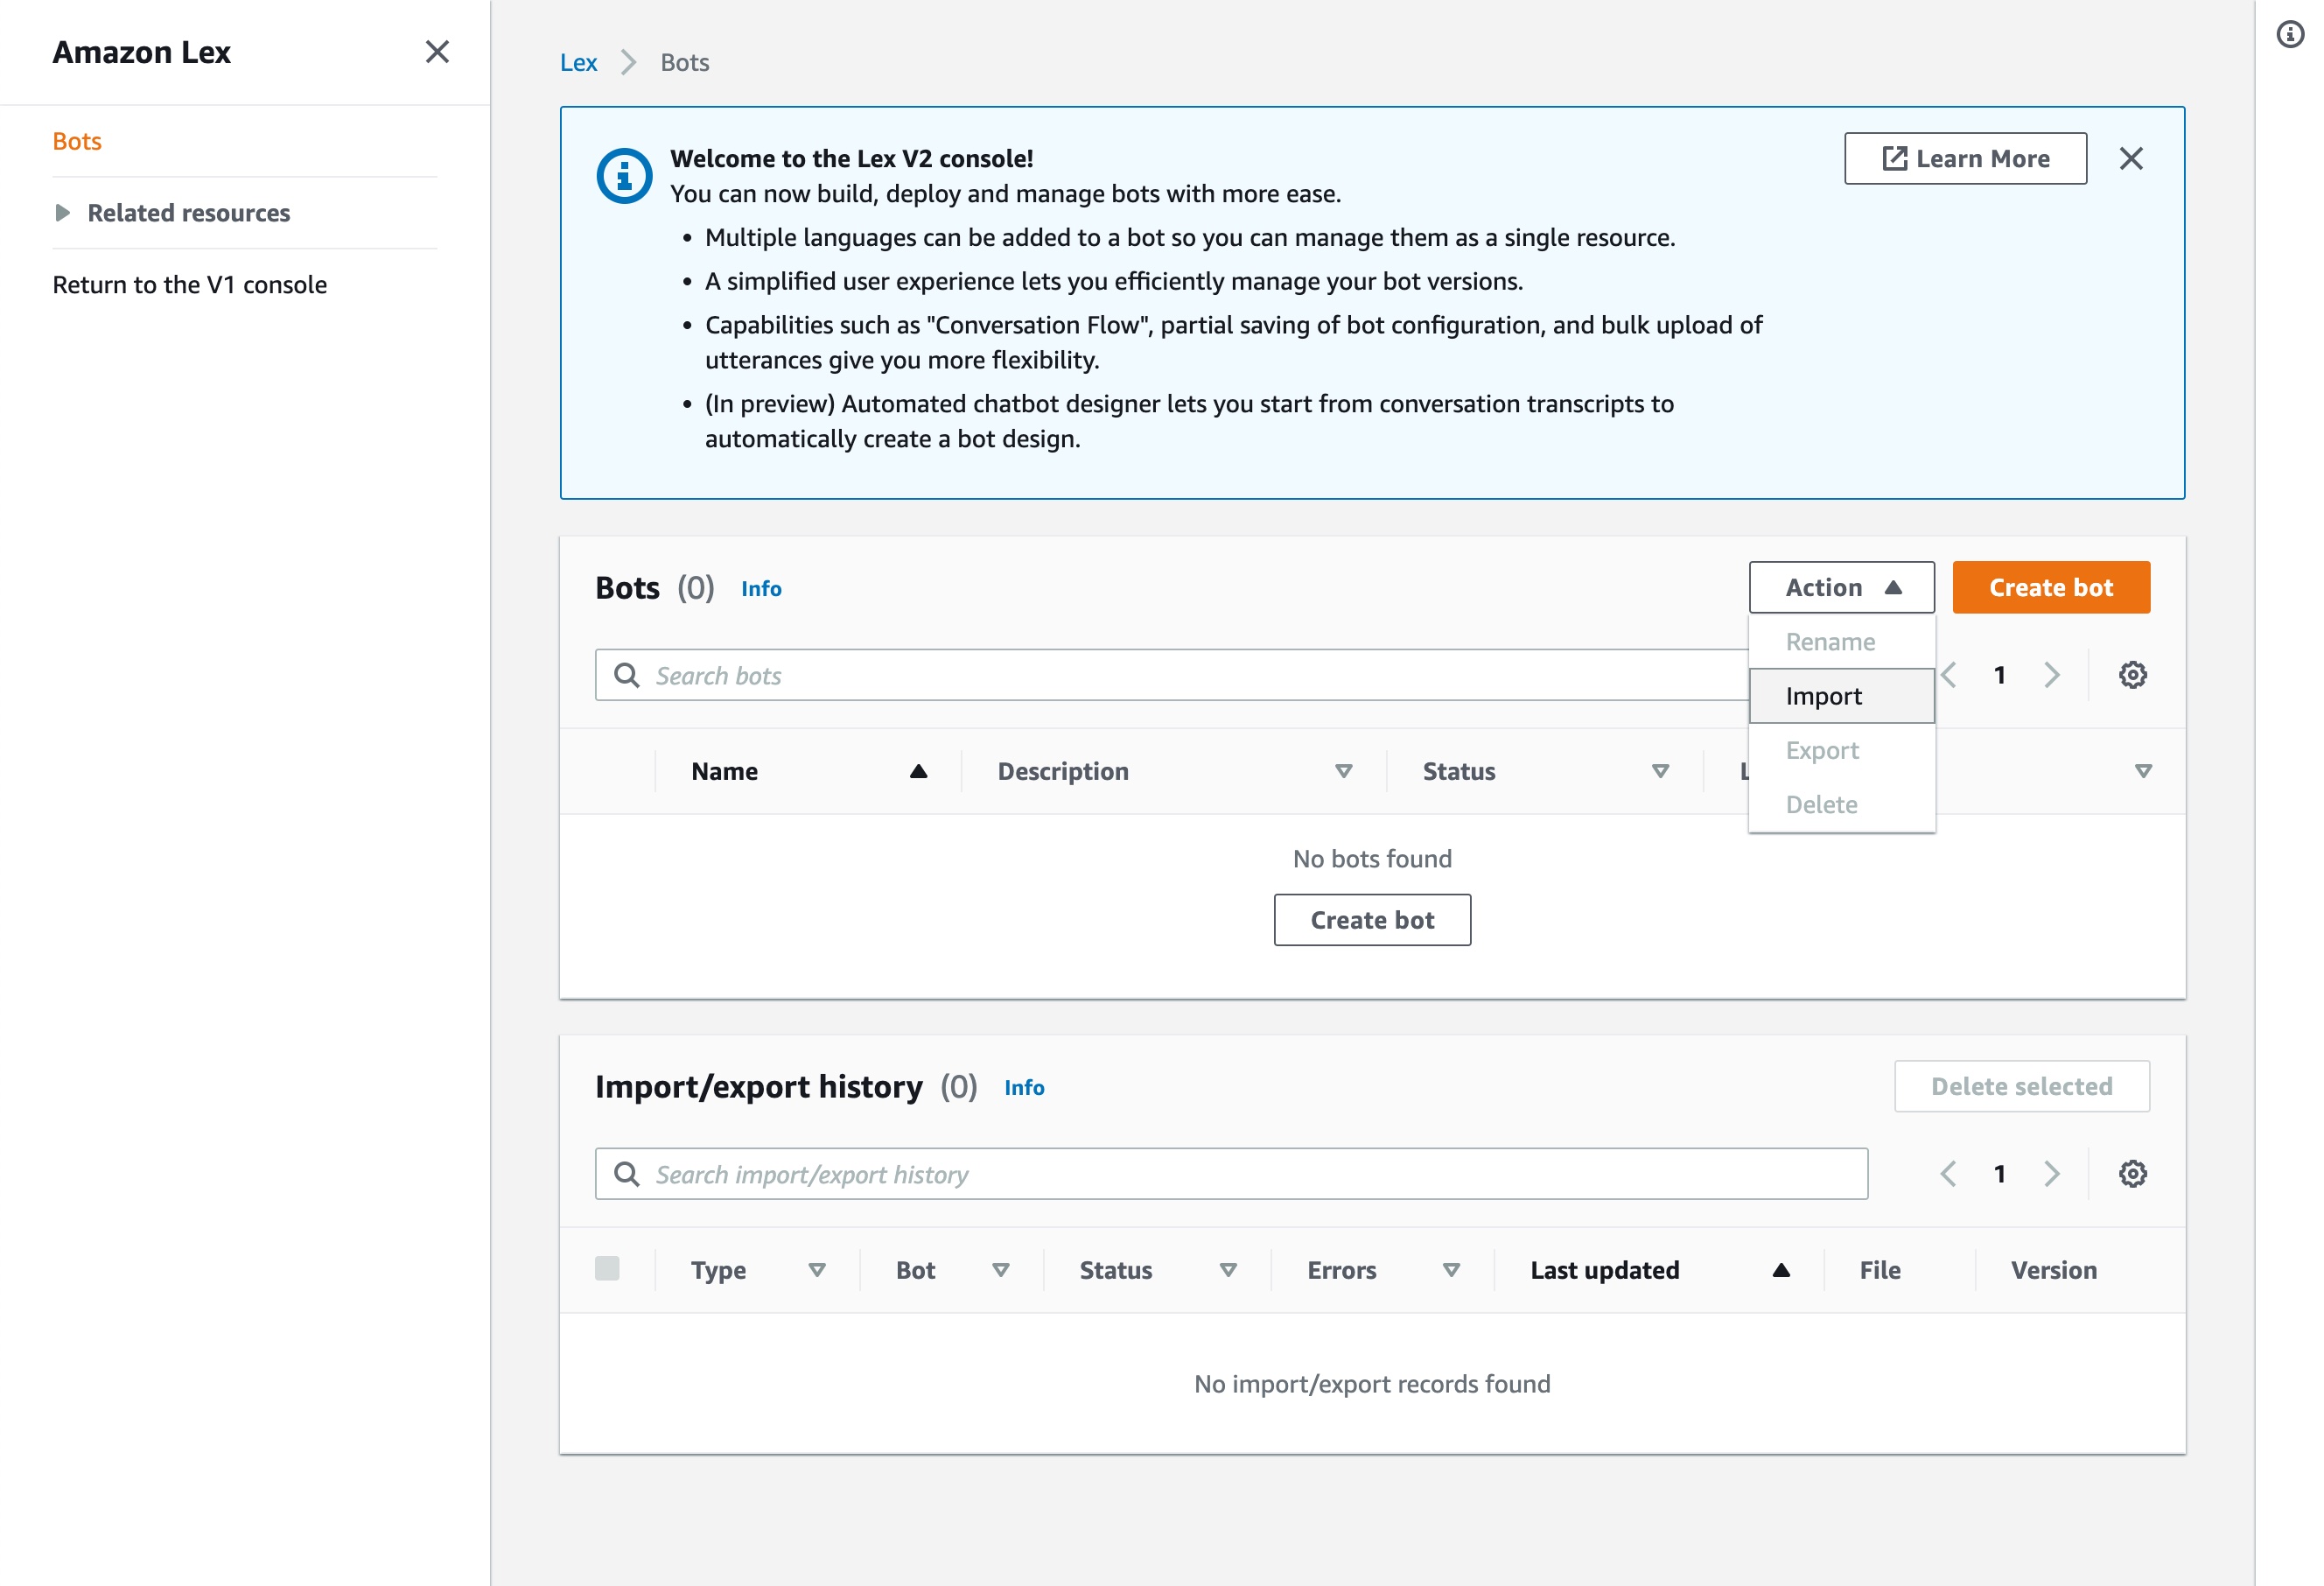 Amazon Lex
Bots
Related resources
Return to the V1 console
Lex
Bots
Welcome to the Lex V2 console!
You can now build, deploy and manage bots with more ease.
Learn More
• Multiple languages can be added to a bot so you can manage them as a single resource.
• A simplified user experience lets you efficiently manage your bot versions.
• Capabilities such as "Conversation Flow", partial saving of bot configuration, and bulk upload of
utterances give you more flexibility.
• (In preview) Automated chatbot designer lets you start from conversation transcripts to
automatically create a bot design.
Bots (0) Info
Action
Create bot
Rename
Import
Export
Delete
Search bots
1
Name
Description
Status
No bots found
Create bot
Import/export history (0) Info
Delete selected
Search import/export history
1
Type
Bot
Status
Errors
Last updated
File
Version
No import/export records found